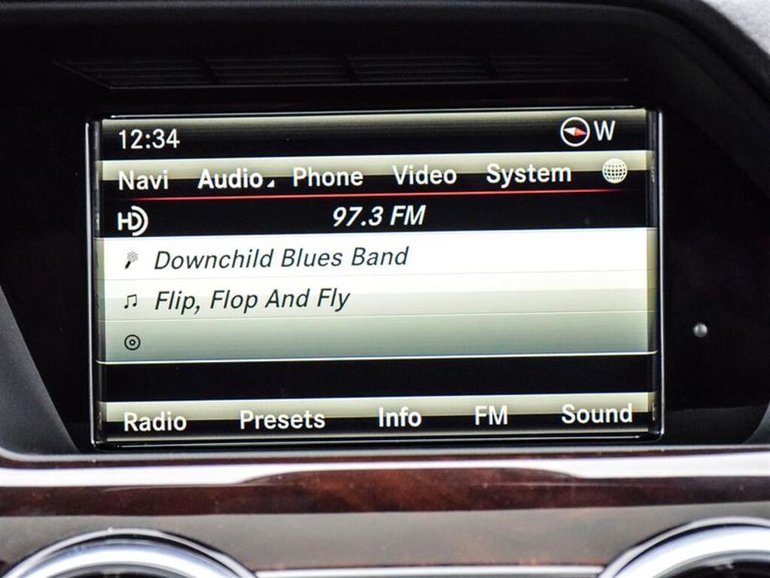 12:34 W
Navi Audio Phone Video System
HD 97.3 FM
Downchild Blues Band
Flip, Flop And Fly
Radio Presets Info FM Sound